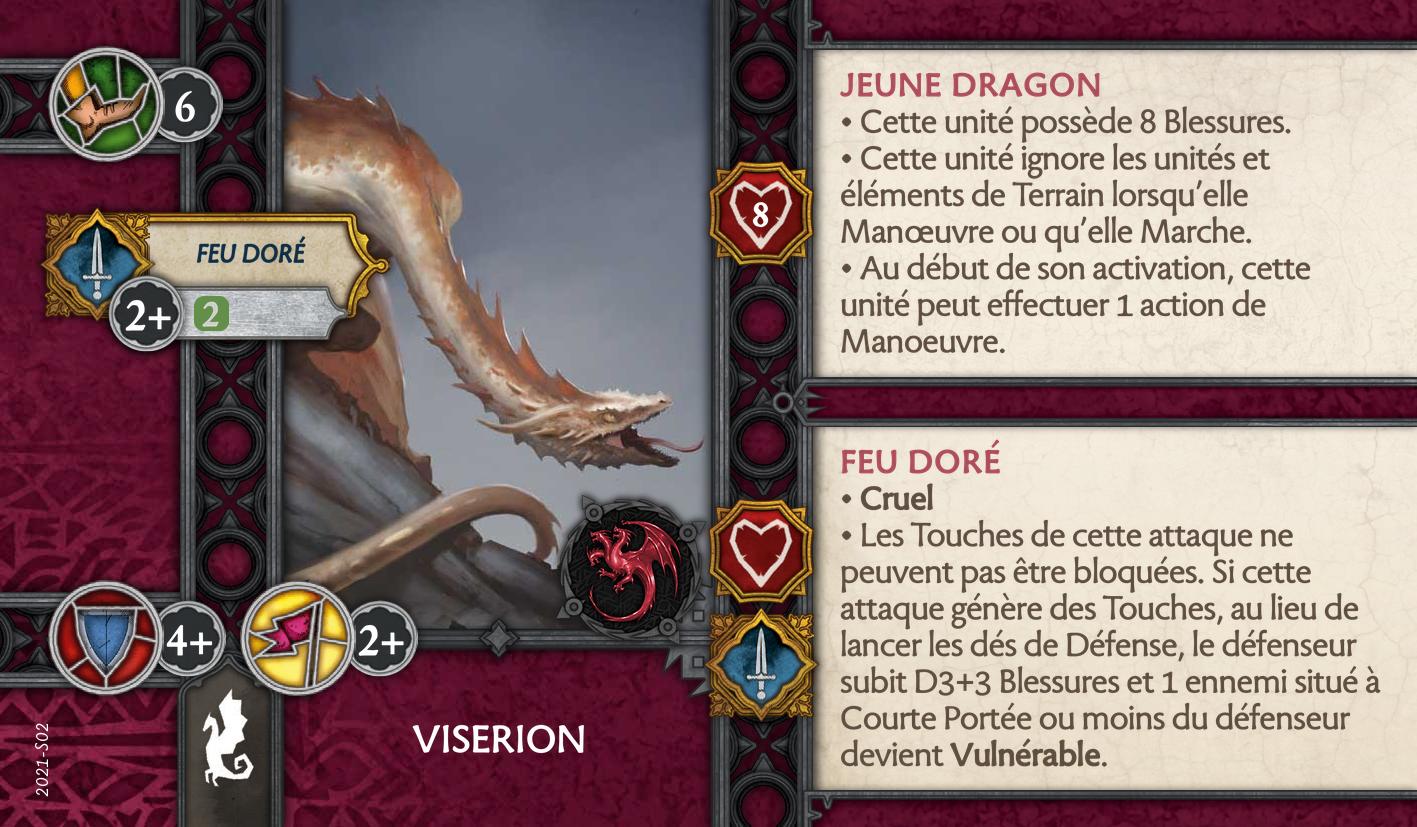 6
FEU DORÉ
2+ 2
4+
2+
2021-S02
VISERION
8
JEUNE DRAGON
• Cette unité possède 8 Blessures.
• Cette unité ignore les unités et
éléments de Terrain lorsqu’elle
Manœuvre ou qu’elle Marche.
• Au début de son activation, cette
unité peut effectuer 1 action de
Manoeuvre.
FEU DORÉ
• Cruel
• Les Touches de cette attaque ne
peuvent pas être bloquées. Si cette
attaque génère des Touches, au lieu de
lancer les dés de Défense, le défenseur
subit D3+3 Blessures et 1 ennemi situé à
Courte Portée ou moins du défenseur
devient Vulnérable.